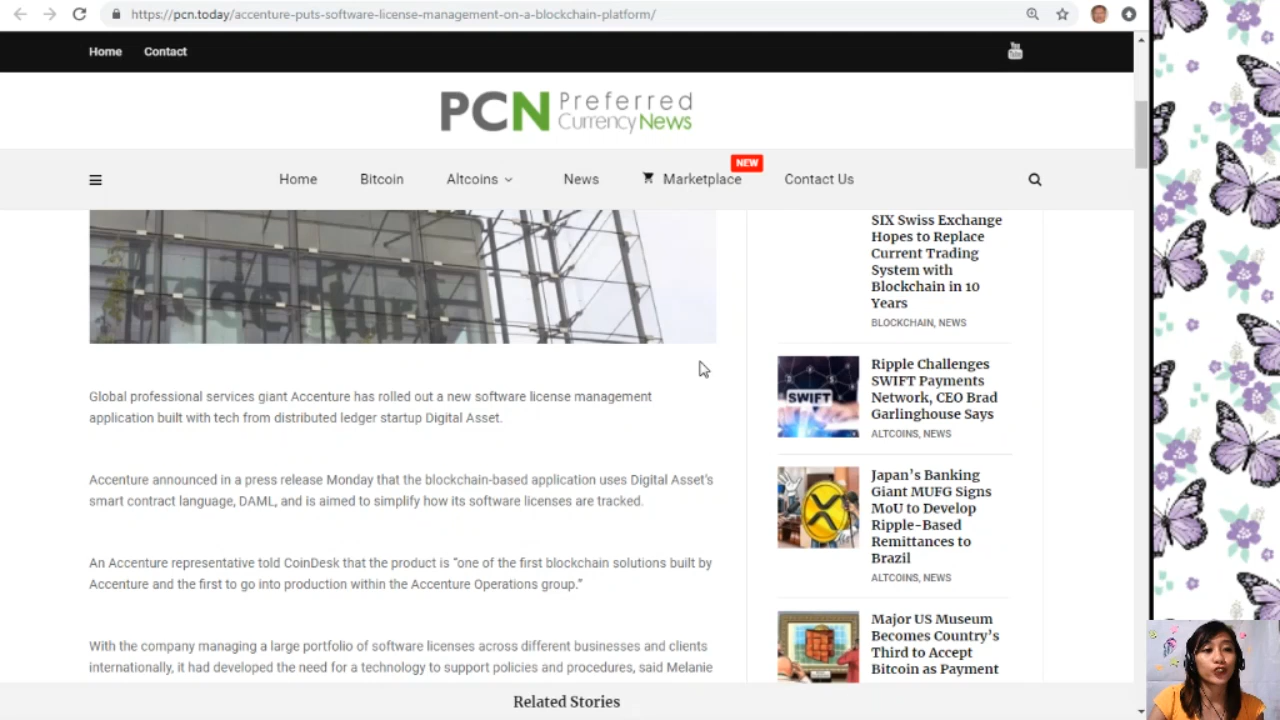 https://pcn.today/accenture-puts-software-license-management-on-a-blockchain-platform/
Home Contact
You
PCN Preferred
CurrencyNews
NEW
Home Bitcoin Altcoins News Marketplace Contact Us
accenture
Global professional services giant Accenture has rolled out a new software license management
application built with tech from distributed ledger startup Digital Asset.
Accenture announced in a press release Monday that the blockchain-based application uses Digital Asset's
smart contract language, DAML, and is aimed to simplify how its software licenses are tracked.
An Accenture representative told CoinDesk that the product is “one of the first blockchain solutions built by
Accenture and the first to go into production within the Accenture Operations group.”
With the company managing a large portfolio of software licenses across different businesses and clients
internationally, it had developed the need for a technology to support policies and procedures, said Melanie
SIX Swiss Exchange
Hopes to Replace
Current Trading
System with
Blockchain in 10
Years
BLOCKCHAIN, NEWS
SWIFT
Ripple Challenges
SWIFT Payments
Network, CEO Brad
Garlinghouse Says
ALTCOINS, NEWS
Japan's Banking
Giant MUFG Signs
MoU to Develop
Ripple-Based
Remittances to
Brazil
ALTCOINS, NEWS
Major US Museum
Becomes Country's
Third to Accept
Bitcoin as Payment
Related Stories